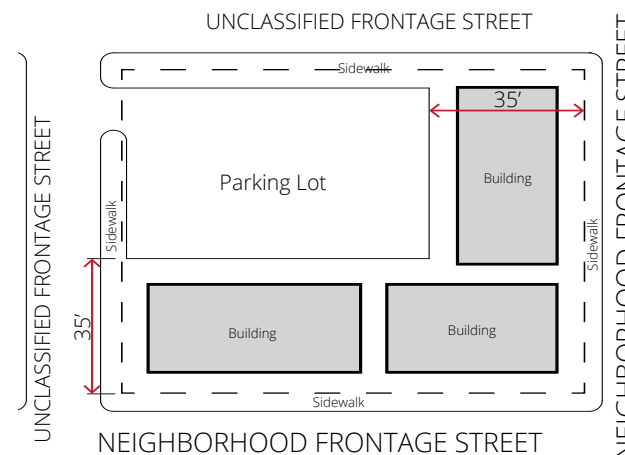 UNCLASSIFIED FRONTAGE STREET
Sidewalk
35'
Parking Lot
Building
UNCLASSIFIED FRONTAGE STREET
Sidewalk
Sidewalk
NEIGHBORHOOD FRONTAGE STREET
35'
Building
Building
Sidewalk
NEIGHBORHOOD FRONTAGE STREET